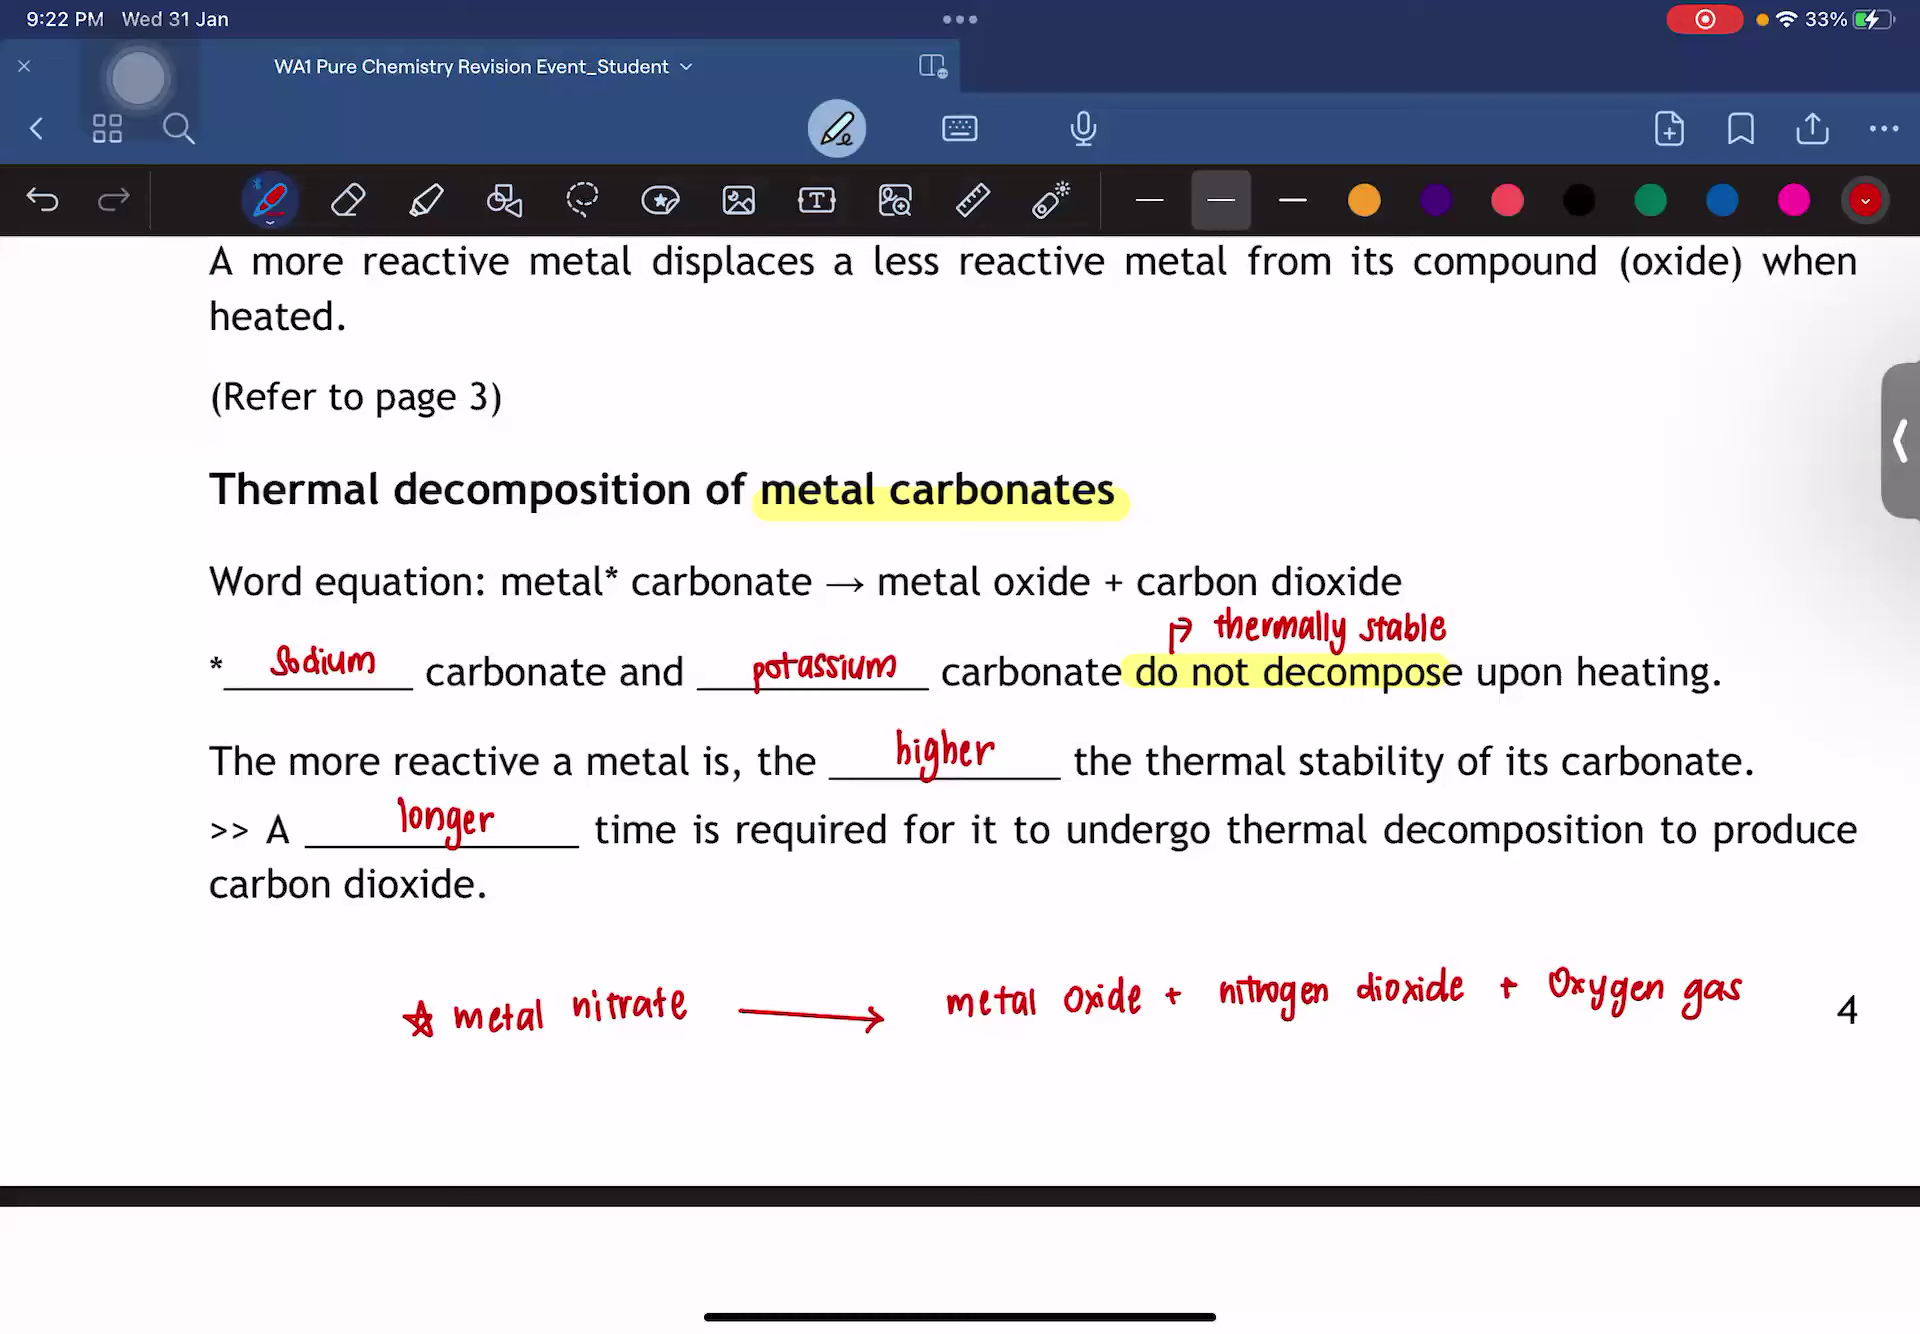 9:22 PM Wed 31 Jan
33%
WA1 Pure Chemistry Revision Event_Student
A more reactive metal displaces a less reactive metal from its compound (oxide) when
heated.
(Refer to page 3)
Thermal decomposition of metal carbonates
Word equation: metal* carbonate → metal oxide + carbon dioxide
thermally stable
* sodium carbonate and potassium carbonate do not decompose upon heating.
The more reactive a metal is, the higher the thermal stability of its carbonate.
>> A longer time is required for it to undergo thermal decomposition to produce
carbon dioxide.
☆ metal nitrate → metal oxide + nitrogen dioxide + oxygen gas
4